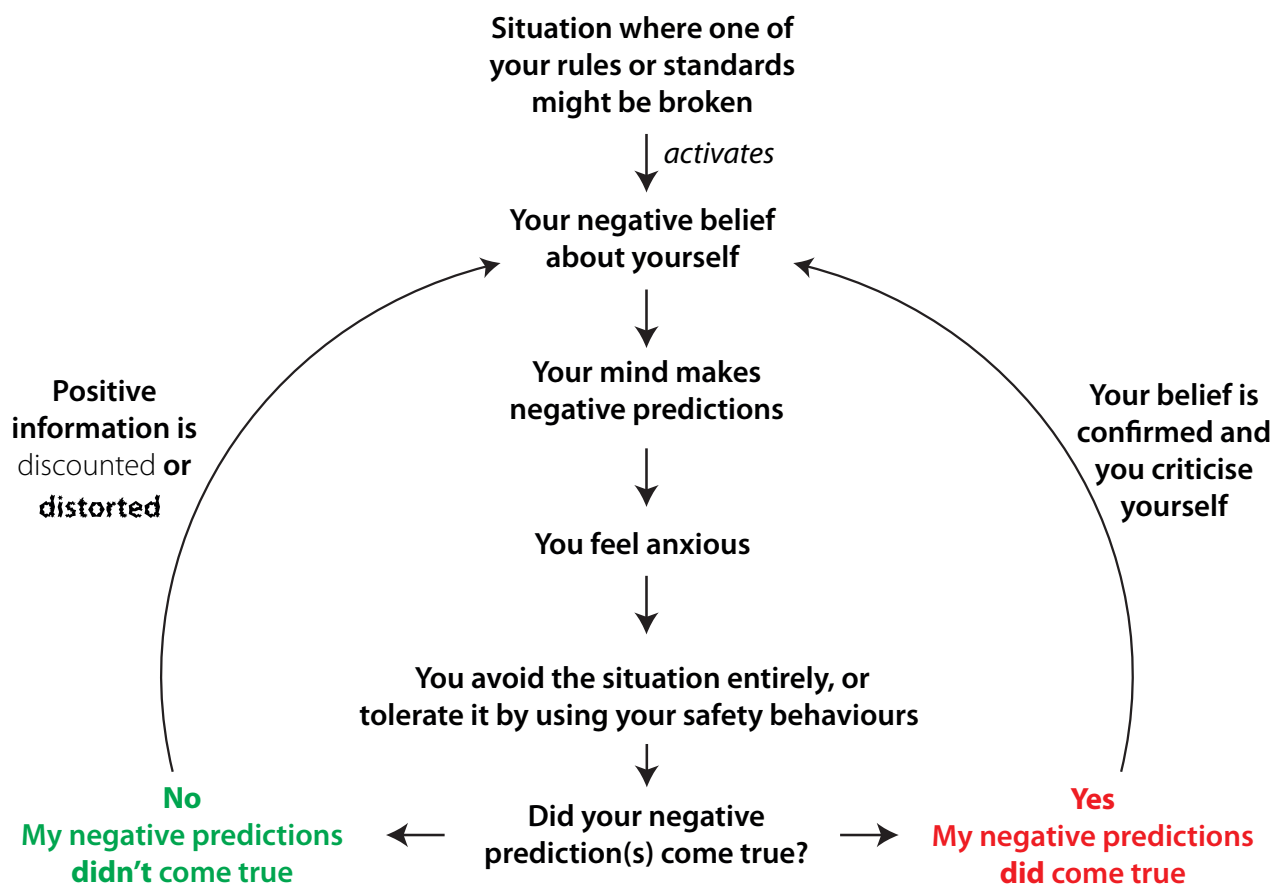 Situation where one of
your rules or standards
might be broken
activates
Your negative belief
about yourself
Your mind makes
negative predictions
Positive
information is
discounted or
distorted
Your belief is
confirmed and
you criticise
yourself
You feel anxious
You avoid the situation entirely, or
tolerate it by using your safety behaviours
No
My negative predictions
didn't come true
Did your negative
prediction(s) come true?
Yes
My negative predictions
did come true